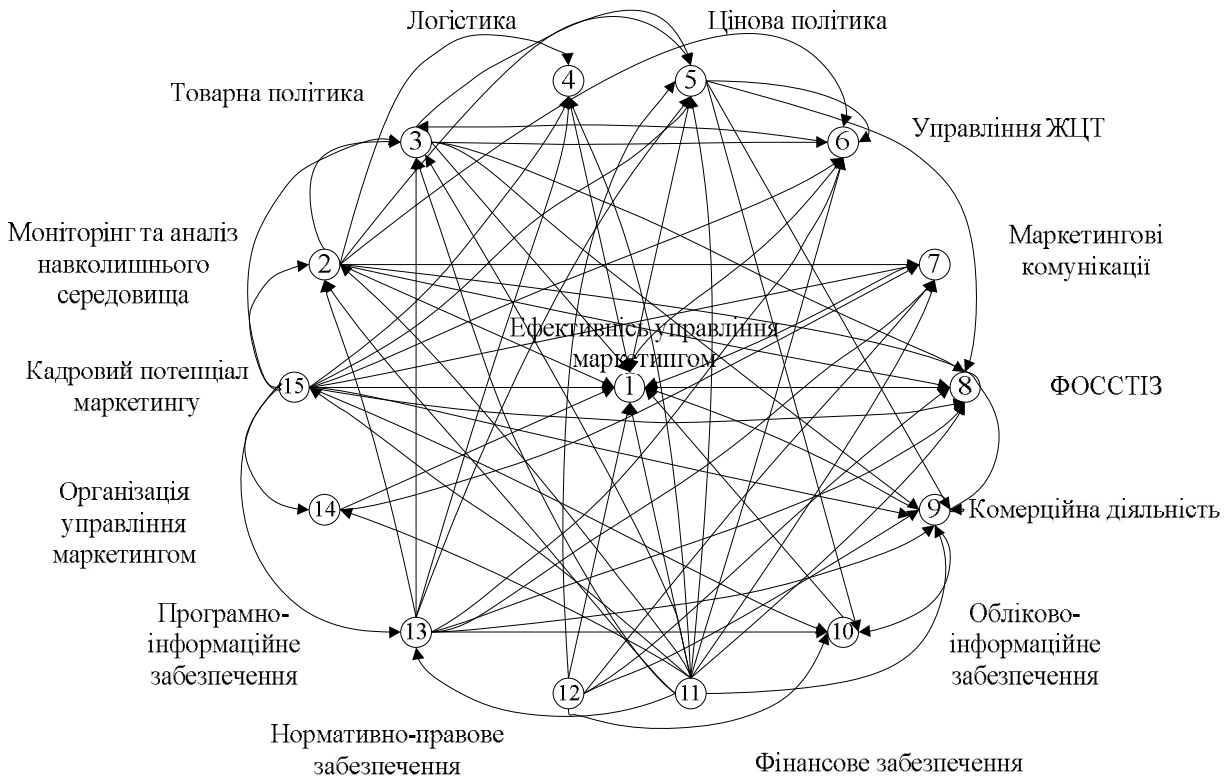 Логістика
Цінова політика
4
5
Товарна політика
3
6
Управління ЖЦТ
Моніторінг та аналіз
навколишнього
середовища
2
7
Маркетингові
комунікації
Ефективнісь управління
маркетингом
Кадровий потенціал
маркетингу
15
1
8
ФОССТІЗ
Організація
управління
маркетингом
14
9
Комерційна діяльність
Програмно-
інформаційне
забезпечення
13
10
Обліково-
інформаційне
забезпечення
12
11
Нормативно-правове
забезпечення
Фінансове забезпечення